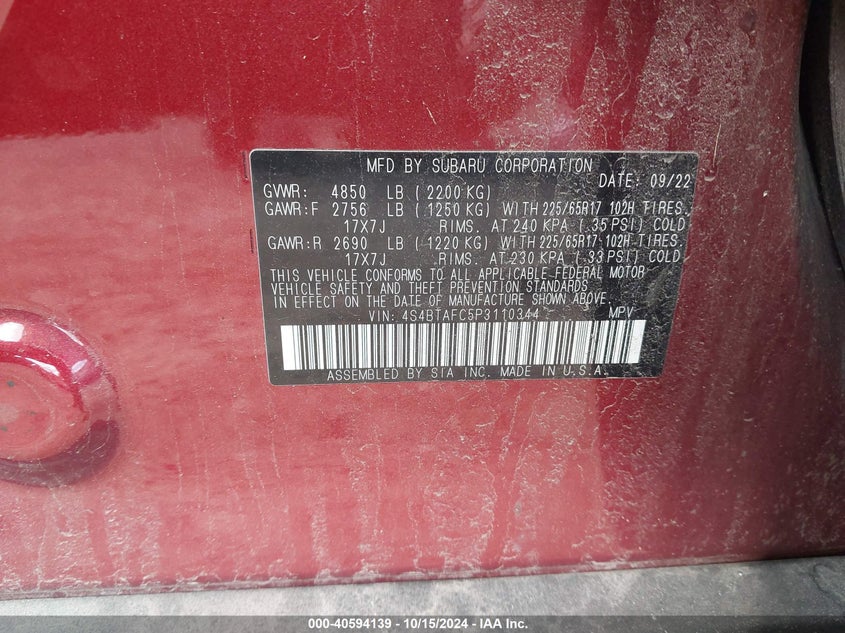 MFD BY SUBARU CORPORATION
DATE: 09/22
GVWR: 4850 LB (2200 KG)
GAWR:F 2756 LB (1250 KG) WITH 225/65R17 102H TIRES.
17X7J RIMS. AT 240 KPA (.35 PSI) COLD
GAWR:R 2690 LB (1220 KG) WITH 225/65R17 102H TIRES.
17X7J RIMS. AT 230 KPA (.33 PSI) COLD
THIS VEHICLE CONFORMS TO ALL APPLICABLE FEDERAL MOTOR
VEHICLE SAFETY AND THEFT PREVENTION STANDARDS
IN EFFECT ON THE DATE OF MANUFACTURE SHOWN ABOVE.
VIN: 4S4BTAFC5P3110344 MPV
ASSEMBLED BY SIA INC. MADE IN U.S.A.
000-40594139 - 10/15/2024 - © Copyright 2024 - IAA, Inc.